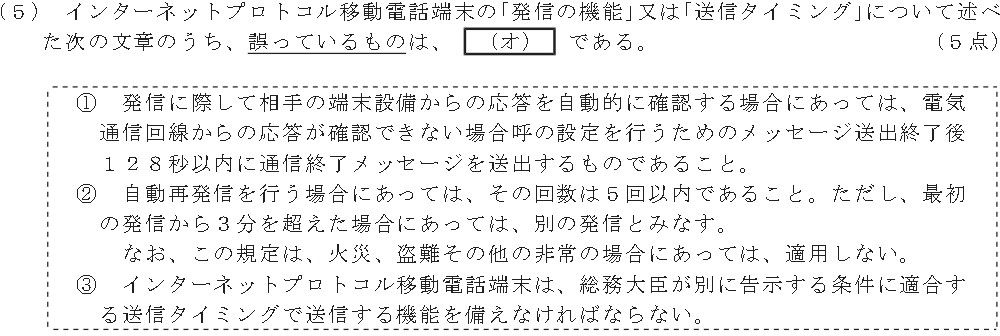 （５） インターネットプロトコル移動電話端末の｢発信の機能｣又は｢送信タイミング｣について述べ
た次の文章のうち、誤っているものは、 （オ） である。 （５点）
① 発信に際して相手の端末設備からの応答を自動的に確認する場合にあっては、電気
通信回線からの応答が確認できない場合呼の設定を行うためのメッセージ送出終了後
１２８秒以内に通信終了メッセージを送出するものであること。
② 自動再発信を行う場合にあっては、その回数は５回以内であること。ただし、最初
の発信から３分を超えた場合にあっては、別の発信とみなす。
なお、この規定は、火災、盗難その他の非常の場合にあっては、適用しない。
③ インターネットプロトコル移動電話端末は、総務大臣が別に告示する条件に適合す
る送信タイミングで送信する機能を備えなければならない。